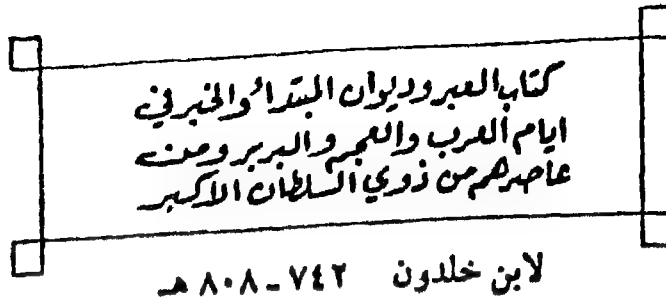 كتاب العبر وديوان المبتدأ والخبر في
ايام العرب والعجم والبربر ومن
عاصرهم من ذوي السلطان الاكبر
لابن خلدون ٧٤٢ - ٨٠٨ هـ